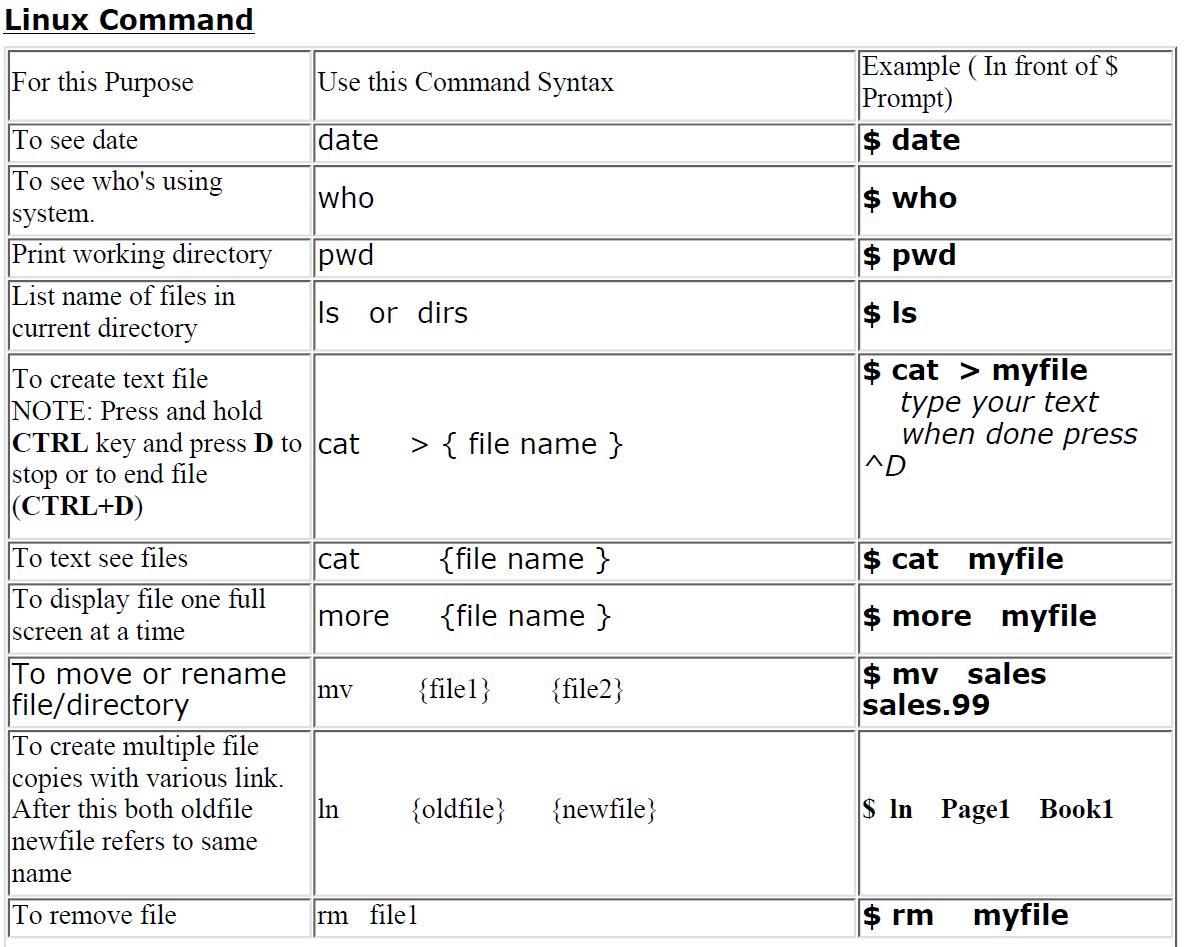 Linux Command
For this Purpose
Use this Command Syntax
Example ( In front of $
Prompt)
To see date
date
$ date
To see who's using
system.
who
$ who
Print working directory
pwd
$ pwd
List name of files in
current directory
ls or dirs
$ ls
To create text file
NOTE: Press and hold
CTRL key and press D to
stop or to end file
(CTRL+D)
cat > { file name }
$ cat > myfile
type your text
when done press
^D
To text see files
cat {file name }
$ cat myfile
To display file one full
screen at a time
more {file name }
$ more myfile
To move or rename
file/directory
mv {file1} {file2}
$ mv sales
sales.99
To create multiple file
copies with various link.
After this both oldfile
newfile refers to same
name
ln {oldfile} {newfile}
$ ln Page1 Book1
To remove file
rm file1
$ rm myfile